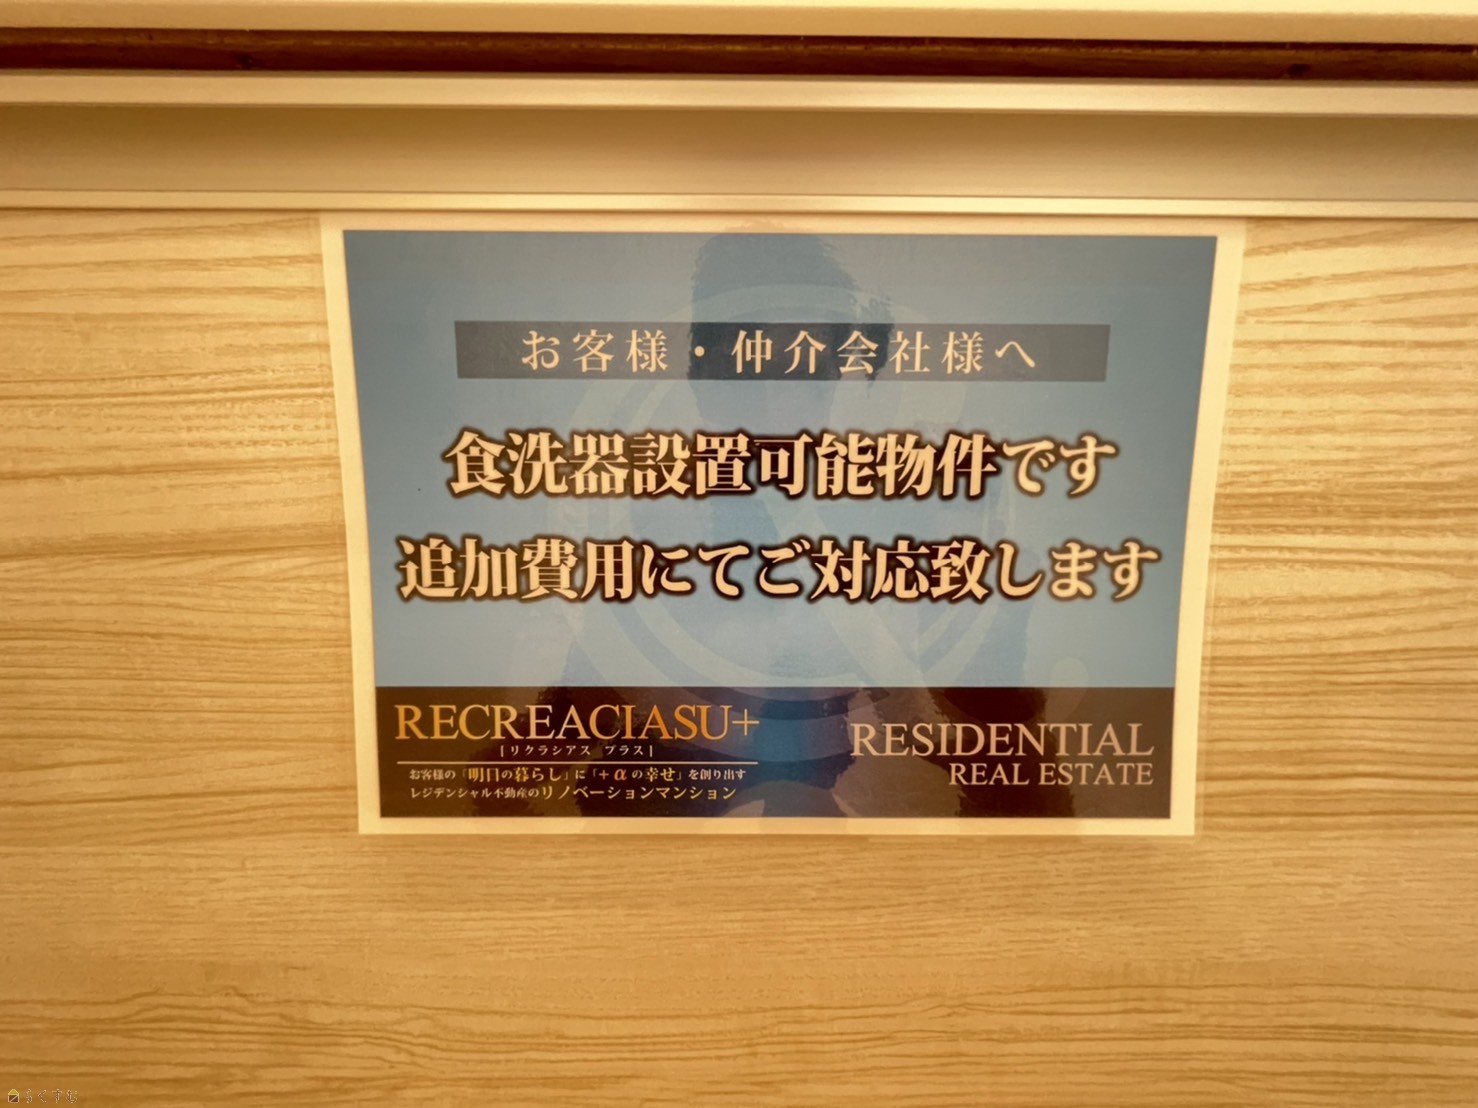 お客様・仲介会社様へ
食洗器設置可能物件です
追加費用にてご対応致します
RECREACIASU+
[リクラシアス プラス]
お客様の「明日の暮らし」に「+αの幸せ」を創り出す
レジデンシャル不動産のリノベーションマンション
RESIDENTIAL
REAL ESTATE
らくすむ